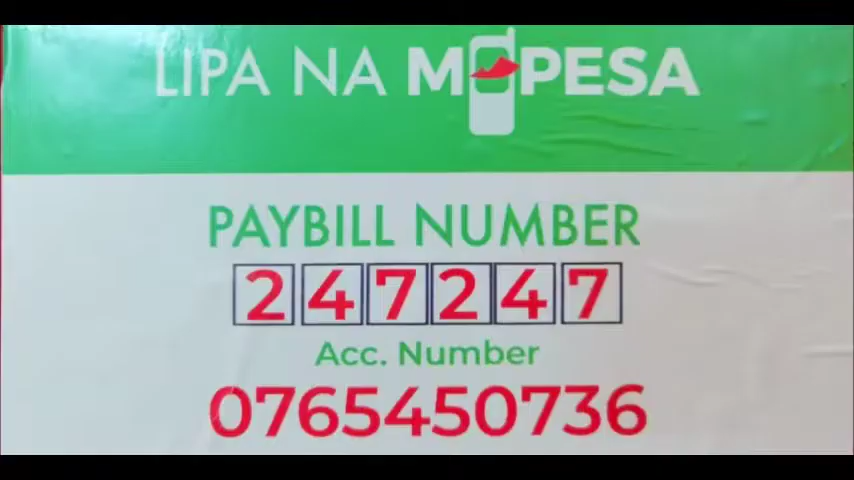 LIPA NA M-PESA
PAYBILL NUMBER
247247
Acc. Number
0765450736